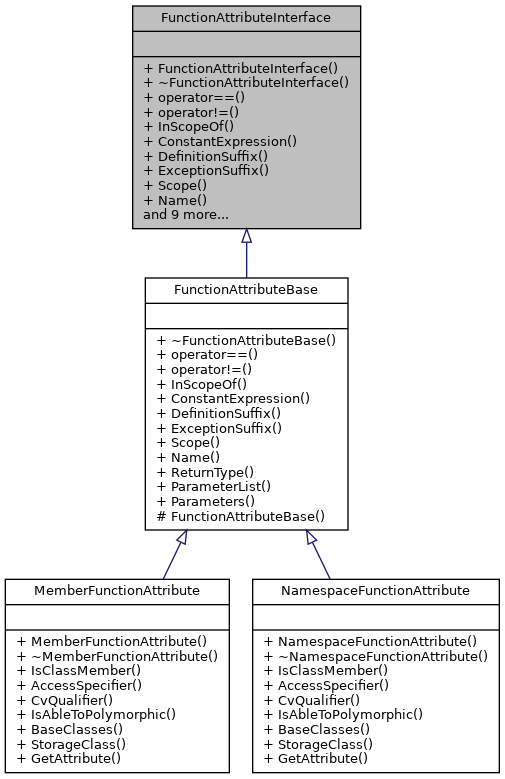 FunctionAttributeInterface
+ FunctionAttributeInterface()
+ ~FunctionAttributeInterface()
+ operator==()
+ operator!=()
+ InScopeOf()
+ ConstantExpression()
+ DefinitionSuffix()
+ ExceptionSuffix()
+ Scope()
+ Name()
and 9 more...
FunctionAttributeBase
+ ~FunctionAttributeBase()
+ operator==()
+ operator!=()
+ InScopeOf()
+ ConstantExpression()
+ DefinitionSuffix()
+ ExceptionSuffix()
+ Scope()
+ Name()
+ ReturnType()
+ ParameterList()
+ Parameters()
# FunctionAttributeBase()
MemberFunctionAttribute
+ MemberFunctionAttribute()
+ ~MemberFunctionAttribute()
+ IsClassMember()
+ AccessSpecifier()
+ CvQualifier()
+ IsAbleToPolymorphic()
+ BaseClasses()
+ StorageClass()
+ GetAttribute()
NamespaceFunctionAttribute
+ NamespaceFunctionAttribute()
+ ~NamespaceFunctionAttribute()
+ IsClassMember()
+ AccessSpecifier()
+ CvQualifier()
+ IsAbleToPolymorphic()
+ BaseClasses()
+ StorageClass()
+ GetAttribute()